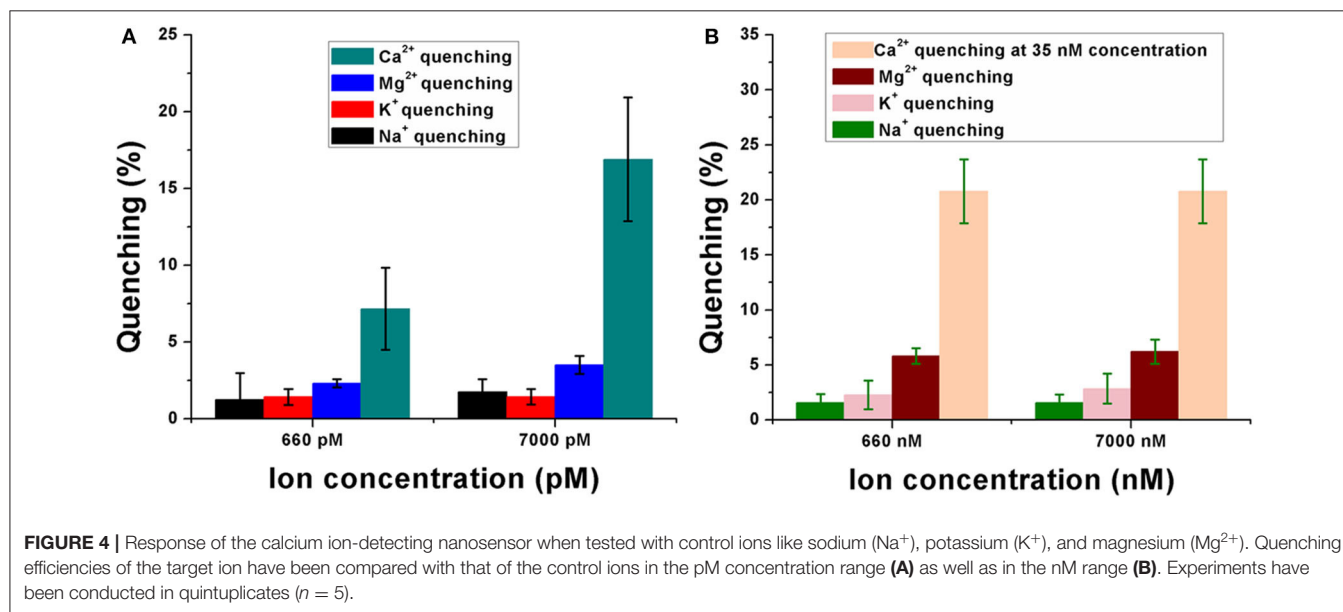 A
25
20
15
10
5
0
Quenching (%)
Ca²⁺ quenching
Mg²⁺ quenching
K⁺ quenching
Na⁺ quenching
660 pM
7000 pM
Ion concentration (pM)
B
35
30
25
20
15
10
5
0
Quenching (%)
Ca²⁺ quenching at 35 nM concentration
Mg²⁺ quenching
K⁺ quenching
Na⁺ quenching
660 nM
7000 nM
Ion concentration (nM)
FIGURE 4 | Response of the calcium ion-detecting nanosensor when tested with control ions like sodium (Na⁺), potassium (K⁺), and magnesium (Mg²⁺). Quenching
efficiencies of the target ion have been compared with that of the control ions in the pM concentration range (A) as well as in the nM range (B). Experiments have
been conducted in quintuplicates (n = 5).